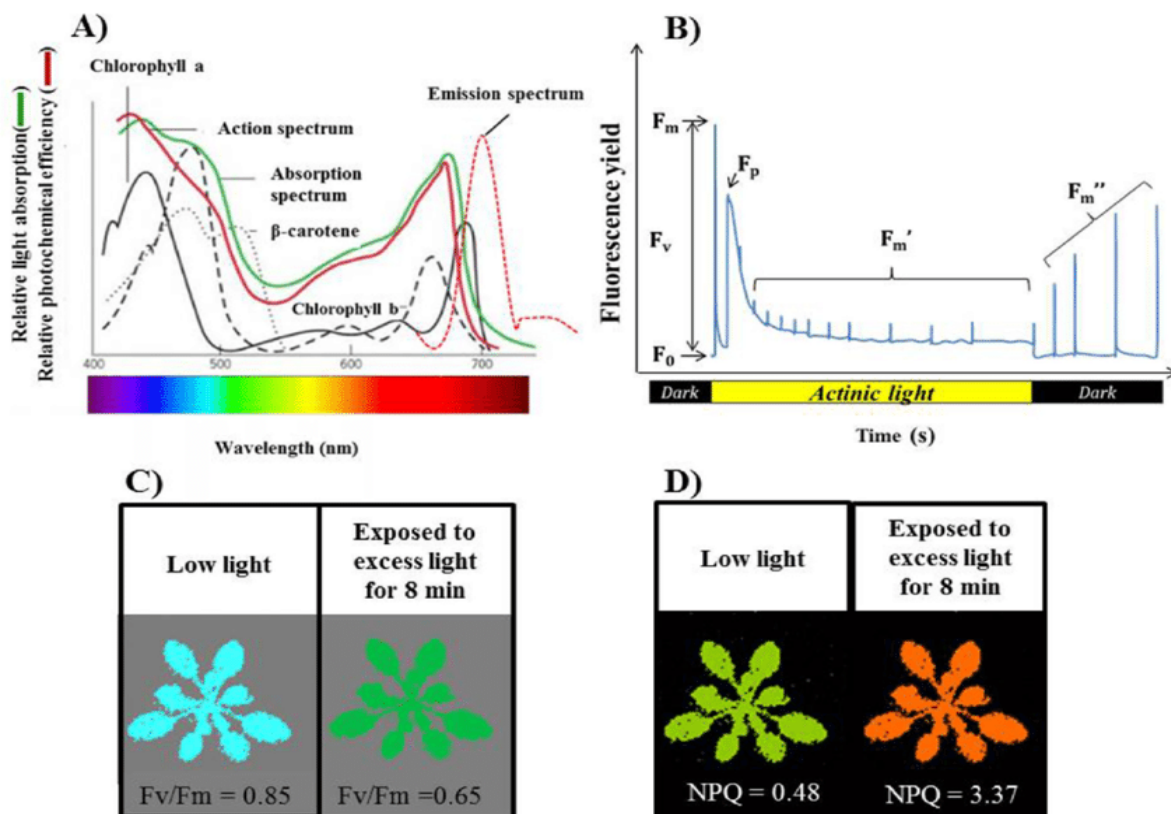 A)
Relative light absorption(—)
Relative photochemical efficiency (—)
Chlorophyll a
Action spectrum
Absorption
spectrum
β-carotene
Chlorophyll b
Emission spectrum
400
500
600
700
Wavelength (nm)
B)
Fluorescence yield
Fm
Fp
Fv
F0
Fm'
Fm''
Dark
Actinic light
Dark
Time (s)
C)
Low light
Exposed to
excess light
for 8 min
Fv/Fm = 0.85
Fv/Fm =0.65
D)
Low light
Exposed to
excess light
for 8 min
NPQ = 0.48
NPQ = 3.37